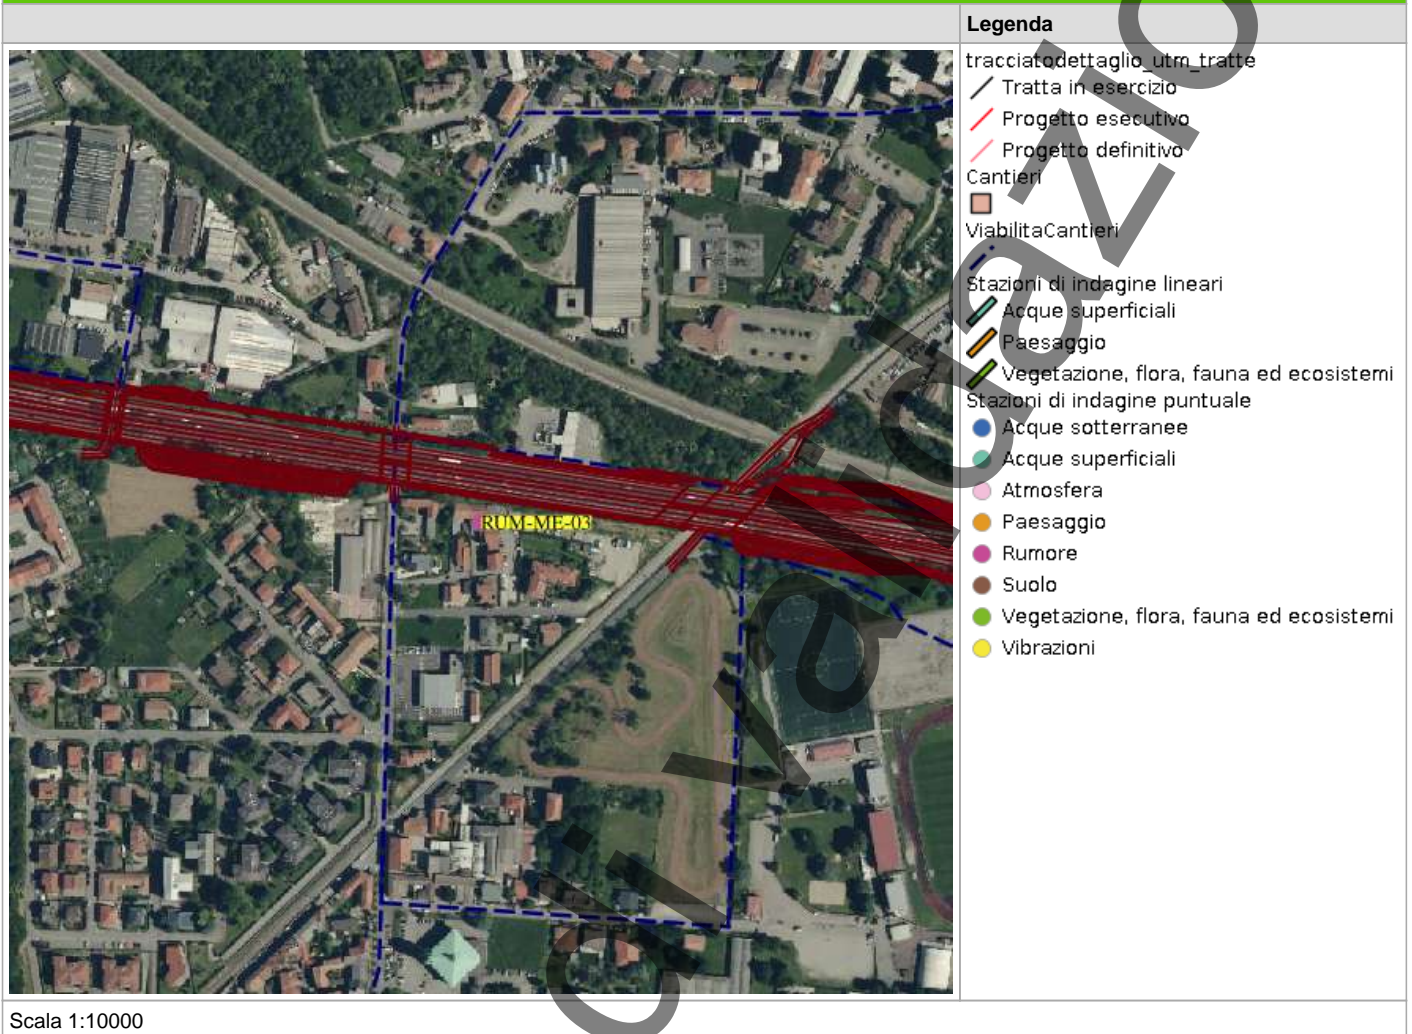 Legenda
tracciatodettaglio_utm_tratte
Tratta in esercizio
Progetto esecutivo
Progetto definitivo
Cantieri
ViabilitaCantieri
Stazioni di indagine lineari
Acque superficiali
Paesaggio
Vegetazione, flora, fauna ed ecosistemi
Stazioni di indagine puntuale
Acque sotterranee
Acque superficiali
Atmosfera
Paesaggio
Rumore
Suolo
Vegetazione, flora, fauna ed ecosistemi
Vibrazioni
RUM-ME-03
di Validazio
Scala 1:10000